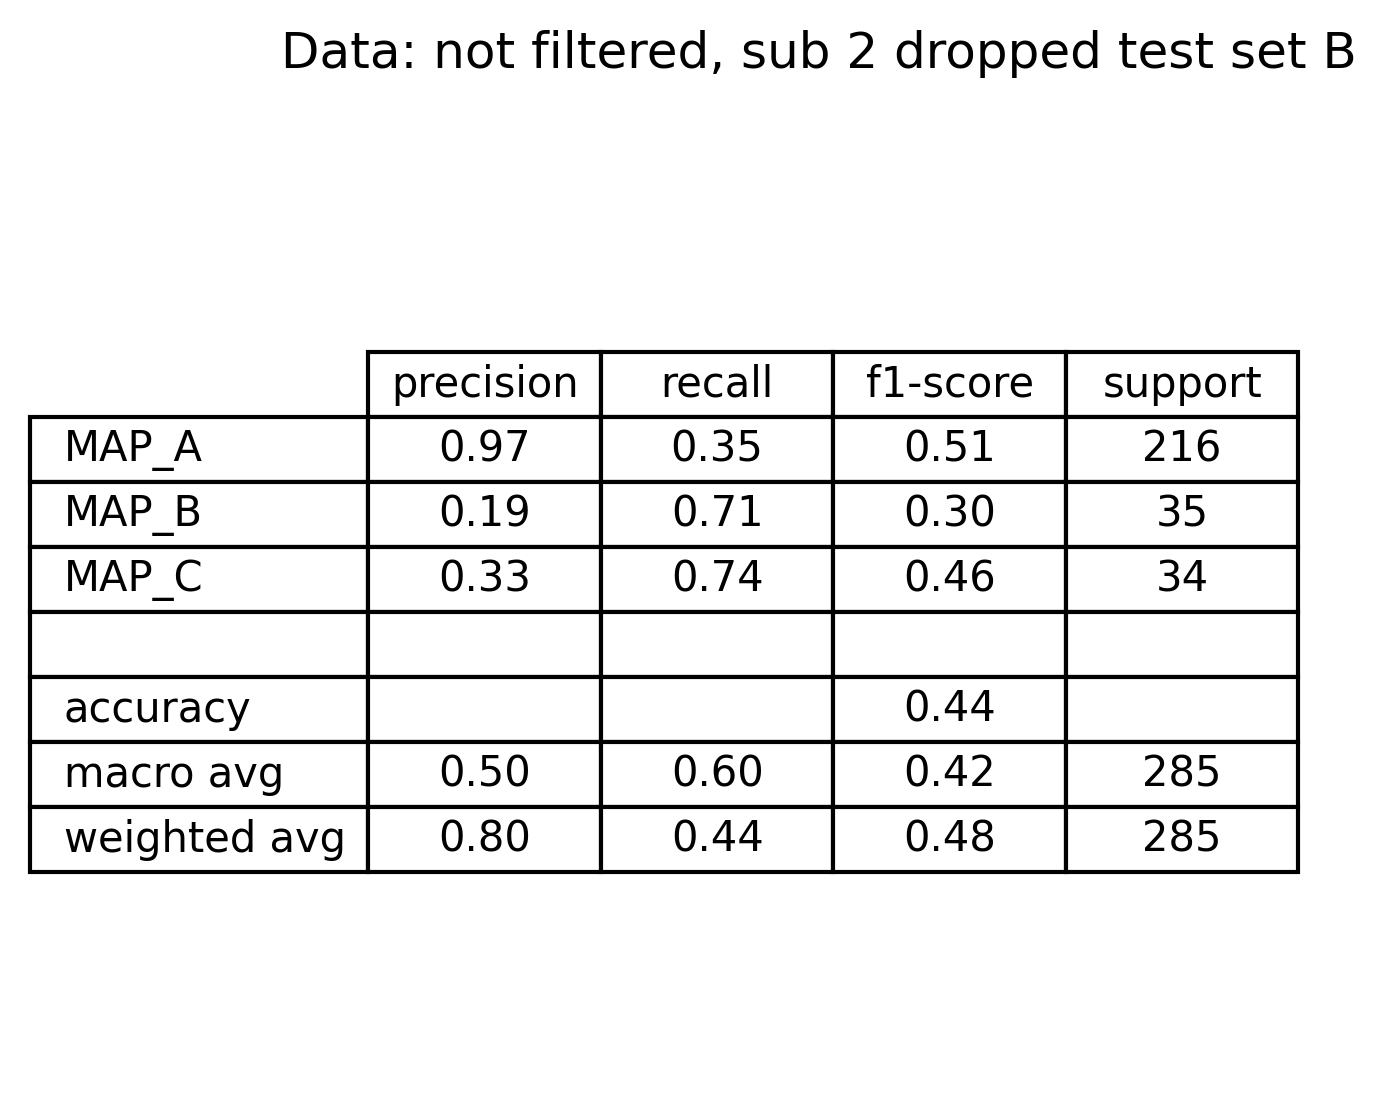 Data: not filtered, sub 2 dropped test set B
precision recall f1-score support
MAP_A 0.97 0.35 0.51 216
MAP_B 0.19 0.71 0.30 35
MAP_C 0.33 0.74 0.46 34
accuracy 0.44
macro avg 0.50 0.60 0.42 285
weighted avg 0.80 0.44 0.48 285